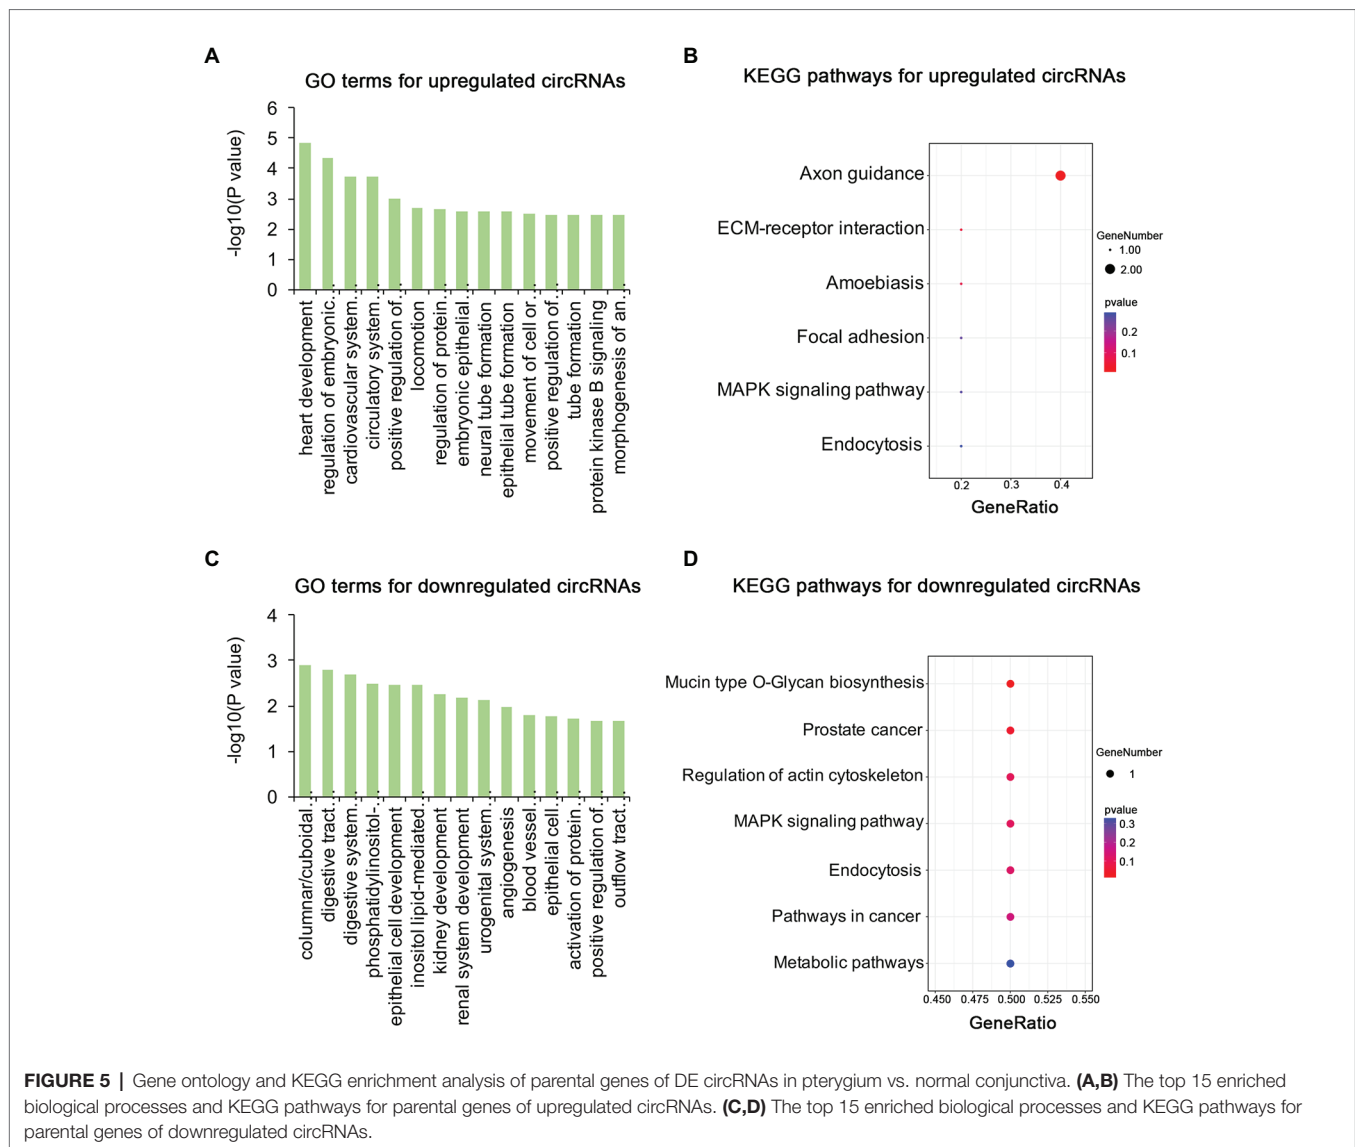 A
GO terms for upregulated circRNAs
-log10(P value)
6
5
4
3
2
1
0
heart development
regulation of embryonic...
cardiovascular system...
circulatory system...
positive regulation of...
locomotion
regulation of protein...
embryonic epithelial...
neural tube formation
epithelial tube formation
movement of cell or...
positive regulation of...
tube formation
protein kinase B signaling
morphogenesis of an...
B
KEGG pathways for upregulated circRNAs
Axon guidance
ECM-receptor interaction
Amoebiasis
Focal adhesion
MAPK signaling pathway
Endocytosis
0.2 0.3 0.4
GeneRatio
GeneNumber
1.00
2.00
pvalue
0.2
0.1
C
GO terms for downregulated circRNAs
-log10(P value)
4
3
2
1
0
columnar/cuboidal...
digestive tract...
digestive system...
phosphatidylinositol-...
epithelial cell development
inositol lipid-mediated...
kidney development
renal system development
urogenital system...
angiogenesis
blood vessel...
epithelial cell...
activation of protein...
positive regulation of...
outflow tract...
D
KEGG pathways for downregulated circRNAs
Mucin type O-Glycan biosynthesis
Prostate cancer
Regulation of actin cytoskeleton
MAPK signaling pathway
Endocytosis
Pathways in cancer
Metabolic pathways
0.450 0.475 0.500 0.525 0.550
GeneRatio
GeneNumber
1
pvalue
0.3
0.2
0.1
FIGURE 5 | Gene ontology and KEGG enrichment analysis of parental genes of DE circRNAs in pterygium vs. normal conjunctiva. (A,B) The top 15 enriched
biological processes and KEGG pathways for parental genes of upregulated circRNAs. (C,D) The top 15 enriched biological processes and KEGG pathways for
parental genes of downregulated circRNAs.